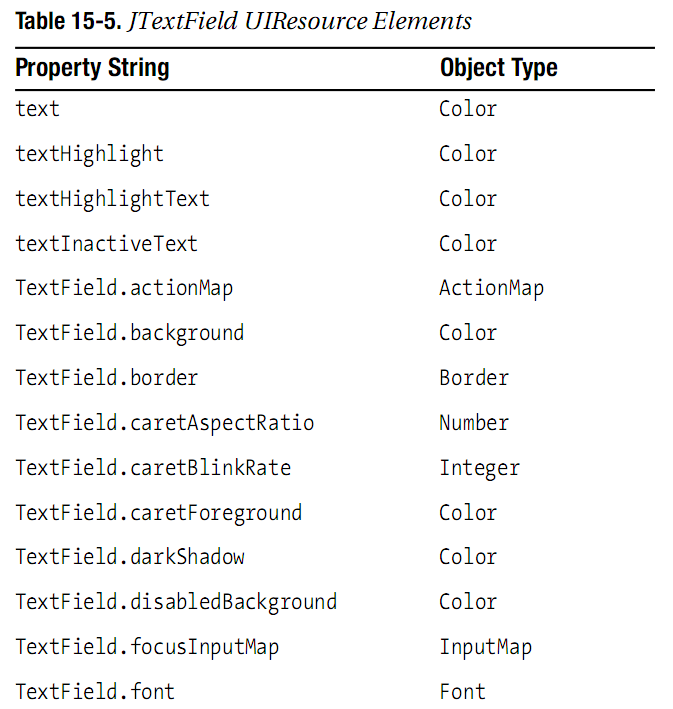 Table 15-5. JTextField UIResource Elements
Property String Object Type
text Color
textHighlight Color
textHighlightText Color
textInactiveText Color
TextField.actionMap ActionMap
TextField.background Color
TextField.border Border
TextField.caretAspectRatio Number
TextField.caretBlinkRate Integer
TextField.caretForeground Color
TextField.darkShadow Color
TextField.disabledBackground Color
TextField.focusInputMap InputMap
TextField.font Font